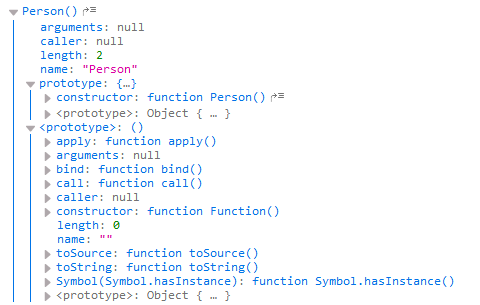 Person()
arguments: null
caller: null
length: 2
name: "Person"
prototype: {…}
constructor: function Person()
<prototype>: Object { … }
<prototype>: ()
apply: function apply()
arguments: null
bind: function bind()
call: function call()
caller: null
constructor: function Function()
length: 0
name: ""
toSource: function toSource()
toString: function toString()
Symbol(Symbol.hasInstance): function Symbol.hasInstance()
<prototype>: Object { … }